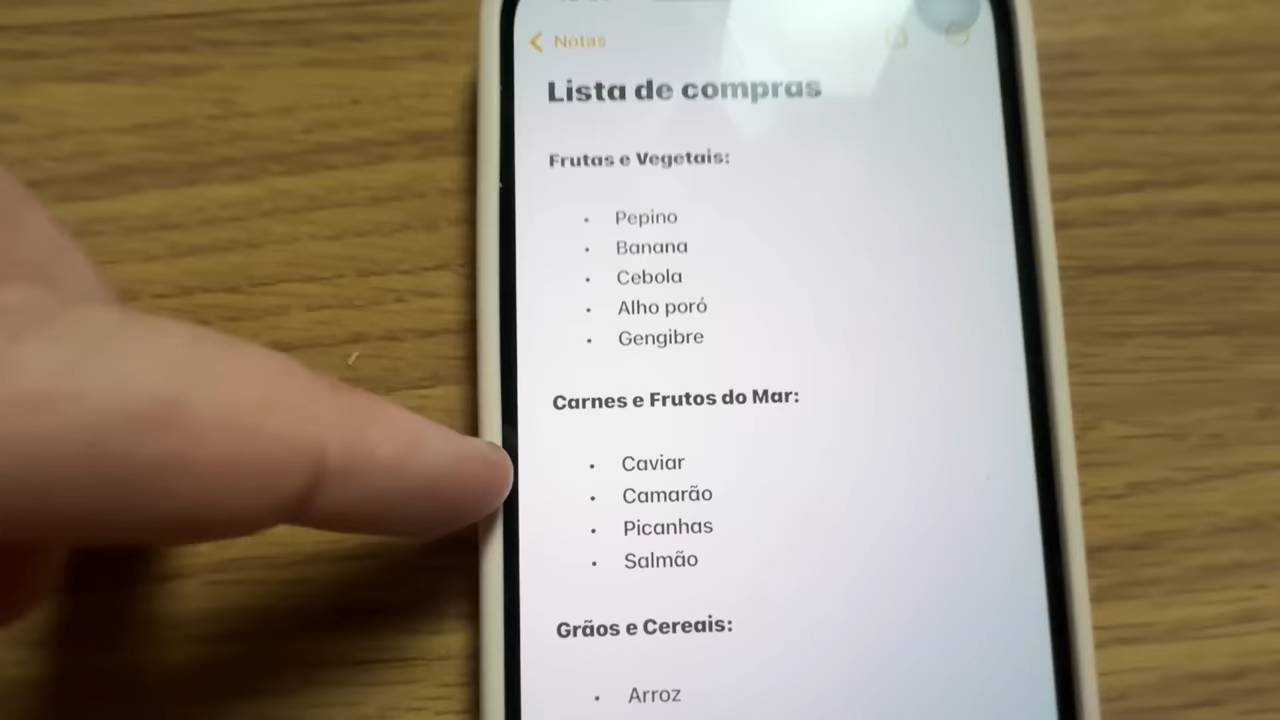 Notas
Lista de compras
Frutas e Vegetais:
• Pepino
• Banana
• Cebola
• Alho poró
• Gengibre
Carnes e Frutos do Mar:
• Caviar
• Camarão
• Picanhas
• Salmão
Grãos e Cereais:
• Arroz